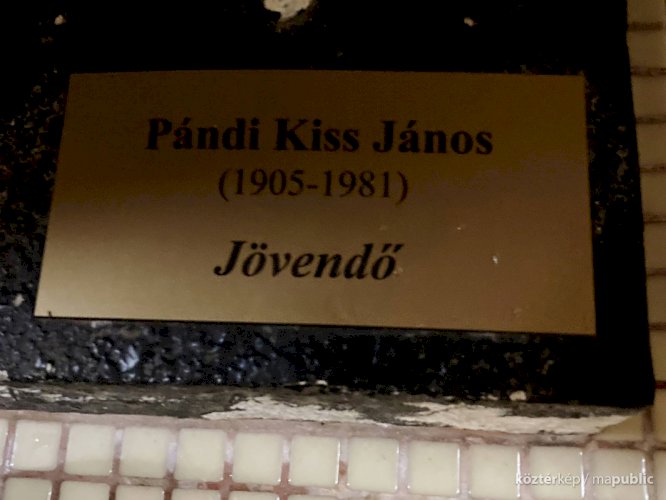 Pándi Kiss János
(1905-1981)
Jövendő
köztérkép/ mapublic